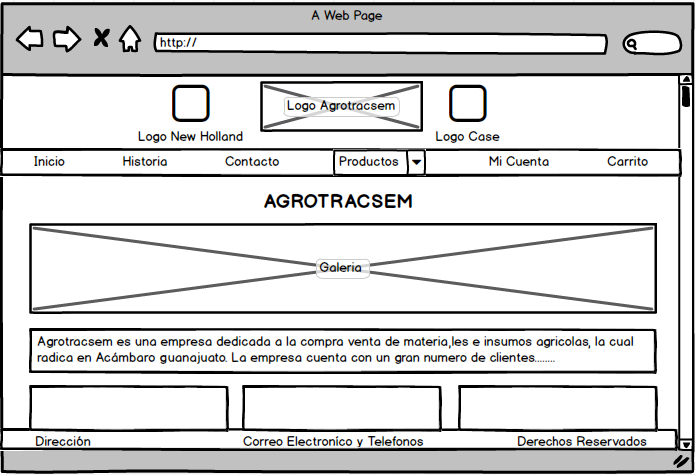 A Web Page
http://
Logo Agrotracsem
Logo New Holland
Logo Case
Inicio Historia Contacto Productos Mi Cuenta Carrito
AGROTRACSEM
Galeria
Agrotracsem es una empresa dedicada a la compra venta de materia,les e insumos agricolas, la cual
radica en Acámbaro guanajuato. La empresa cuenta con un gran numero de clientes........
Dirección Correo Electroníco y Telefonos Derechos Reservados